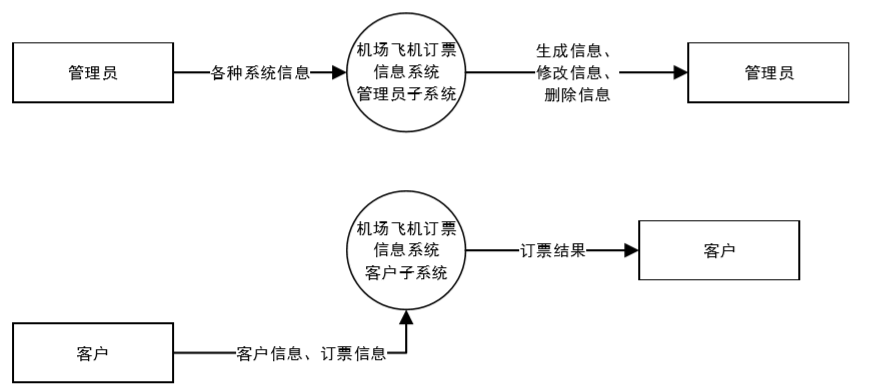 管理员
各种系统信息
机场飞机订票
信息系统
管理员子系统
生成信息、
修改信息、
删除信息
管理员
机场飞机订票
信息系统
客户子系统
订票结果
客户
客户
客户信息、订票信息